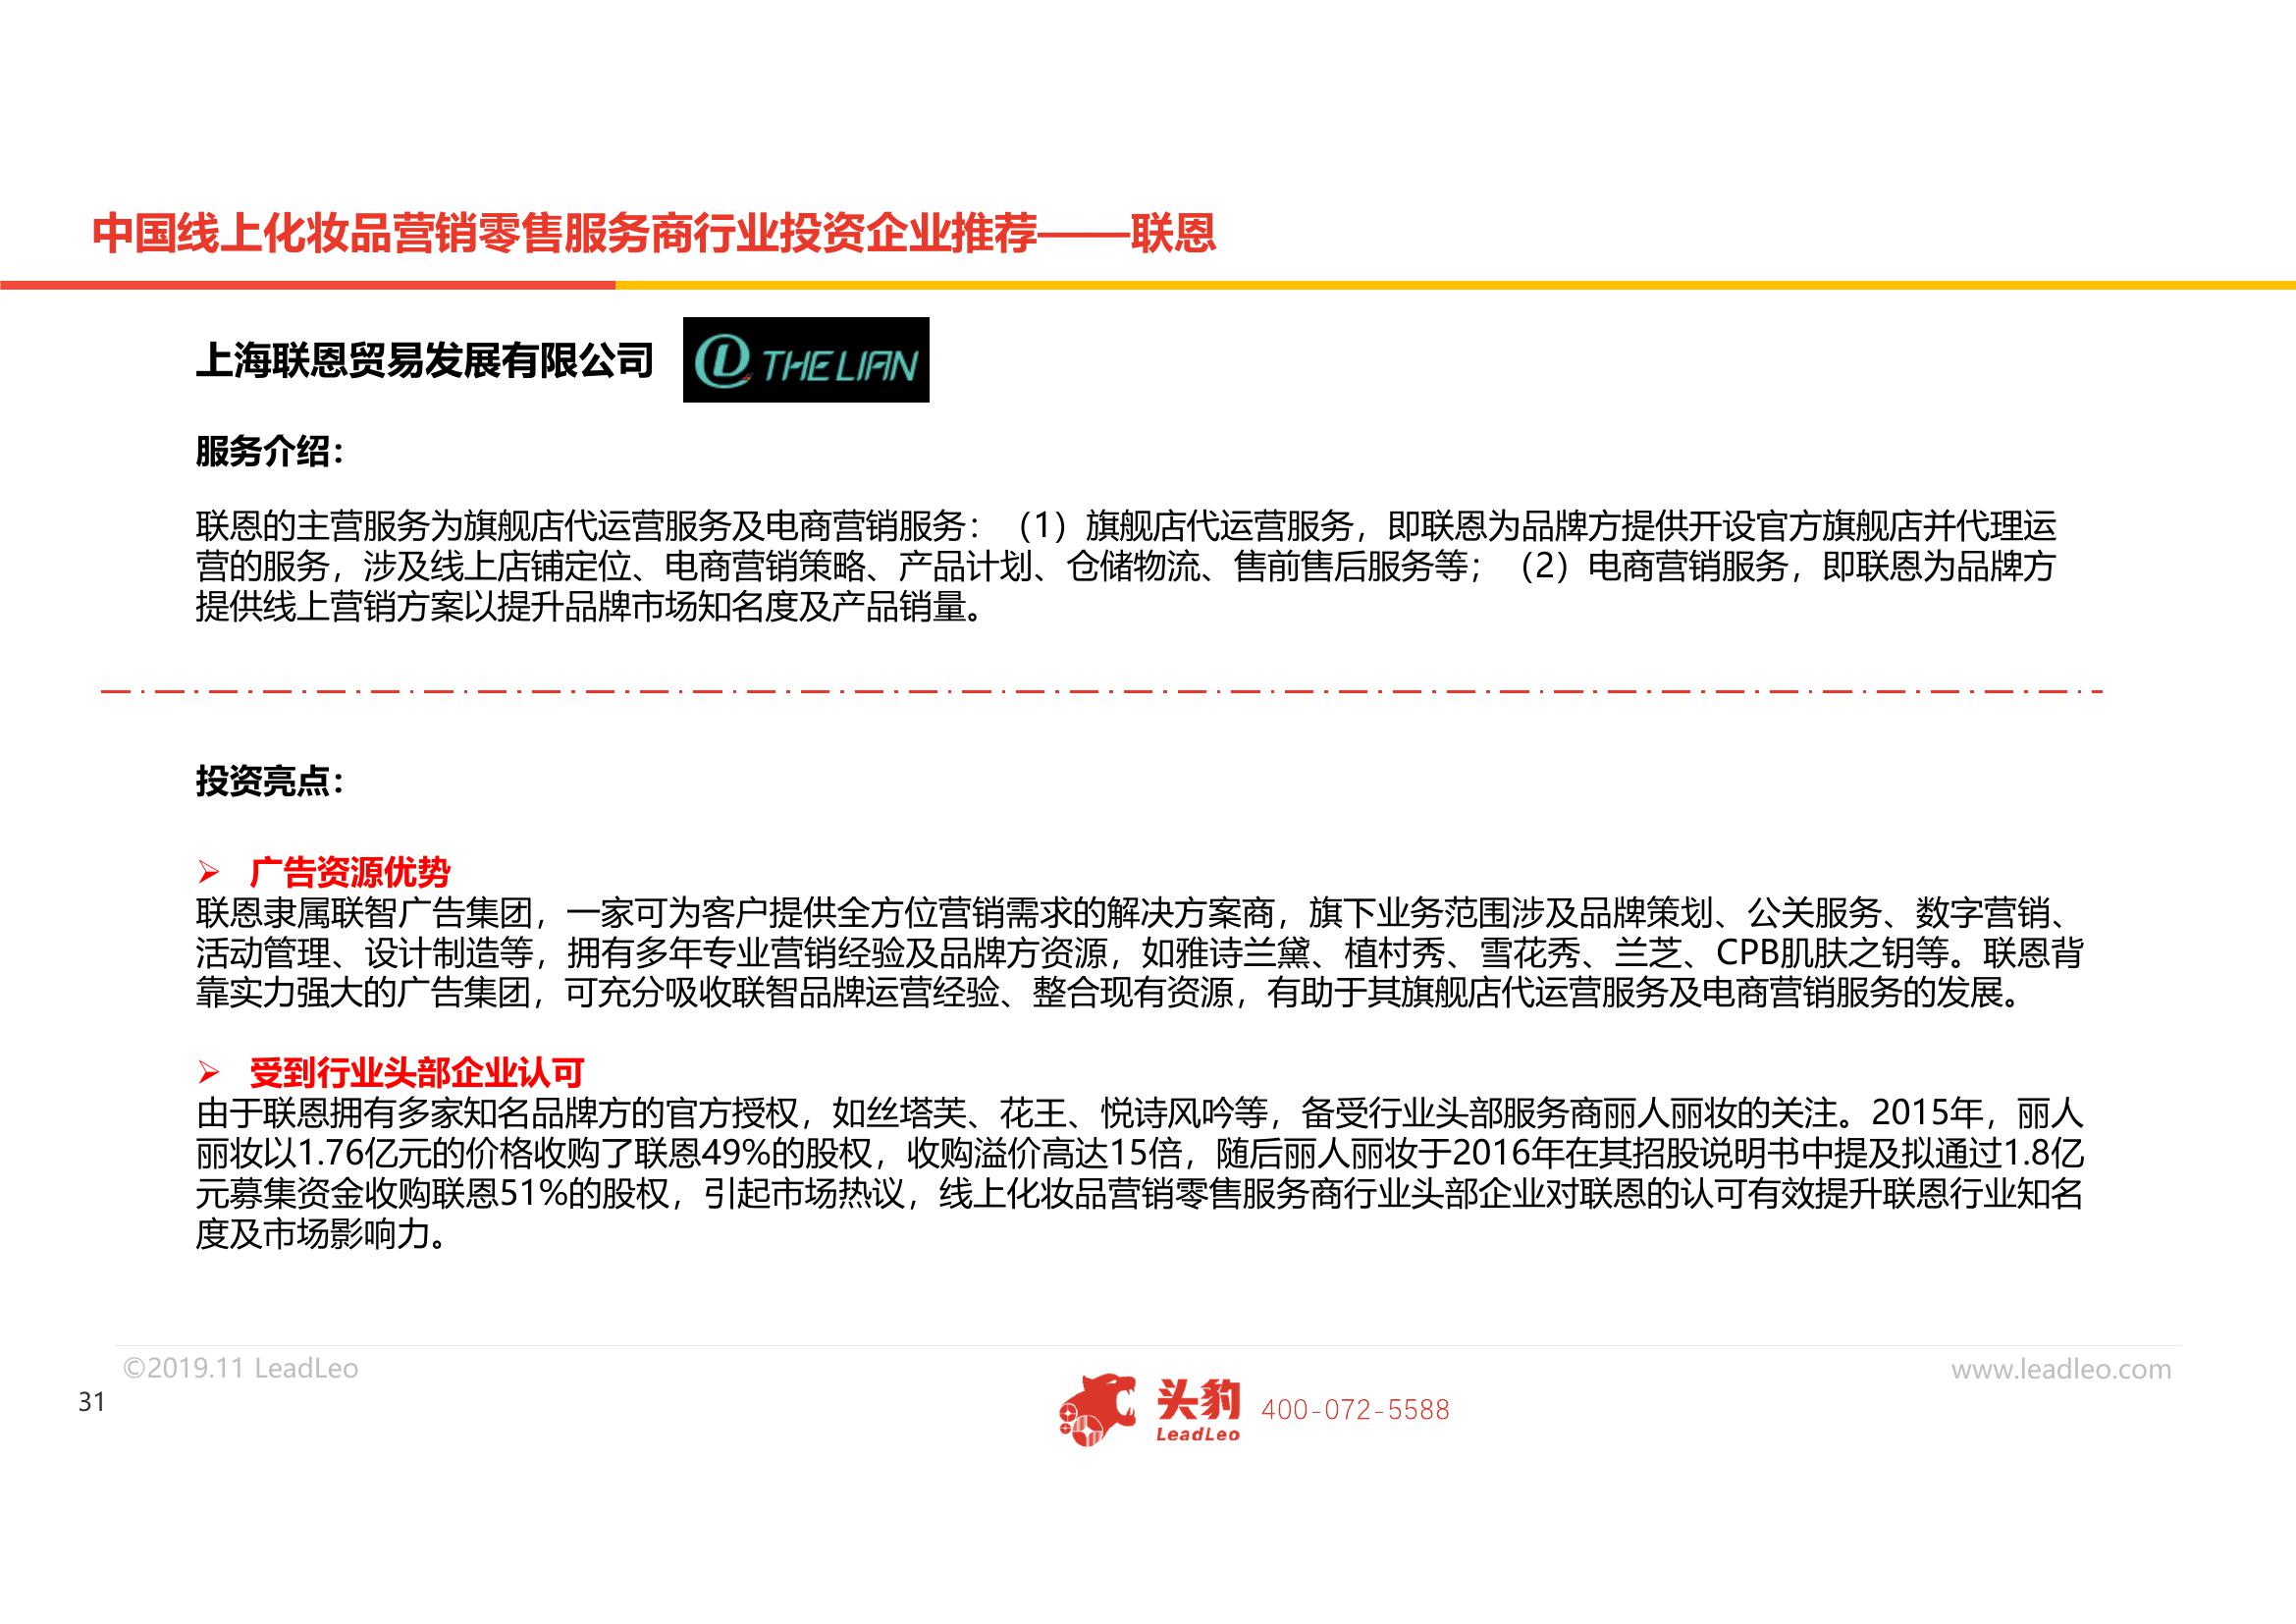 中国线上化妆品营销零售服务商行业投资企业推荐——联恩
上海联恩贸易发展有限公司
THE LIAN
服务介绍：
联恩的主营服务为旗舰店代运营服务及电商营销服务：（1）旗舰店代运营服务，即联恩为品牌方提供开设官方旗舰店并代理运
营的服务，涉及线上店铺定位、电商营销策略、产品计划、仓储物流、售前售后服务等；（2）电商营销服务，即联恩为品牌方
提供线上营销方案以提升品牌市场知名度及产品销量。
投资亮点：
➢ 广告资源优势
联恩隶属联智广告集团，一家可为客户提供全方位营销需求的解决方案商，旗下业务范围涉及品牌策划、公关服务、数字营销、
活动管理、设计制造等，拥有多年专业营销经验及品牌方资源，如雅诗兰黛、植村秀、雪花秀、兰芝、CPB肌肤之钥等。联恩背
靠实力强大的广告集团，可充分吸收联智品牌运营经验、整合现有资源，有助于其旗舰店代运营服务及电商营销服务的发展。
➢ 受到行业头部企业认可
由于联恩拥有多家知名品牌方的官方授权，如丝塔芙、花王、悦诗风吟等，备受行业头部服务商丽人丽妆的关注。2015年，丽人
丽妆以1.76亿元的价格收购了联恩49%的股权，收购溢价高达15倍，随后丽人丽妆于2016年在其招股说明书中提及拟通过1.8亿
元募集资金收购联恩51%的股权，引起市场热议，线上化妆品营销零售服务商行业头部企业对联恩的认可有效提升联恩行业知名
度及市场影响力。
©2019.11 LeadLeo
www.leadleo.com
31
头豹
LeadLeo
400-072-5588